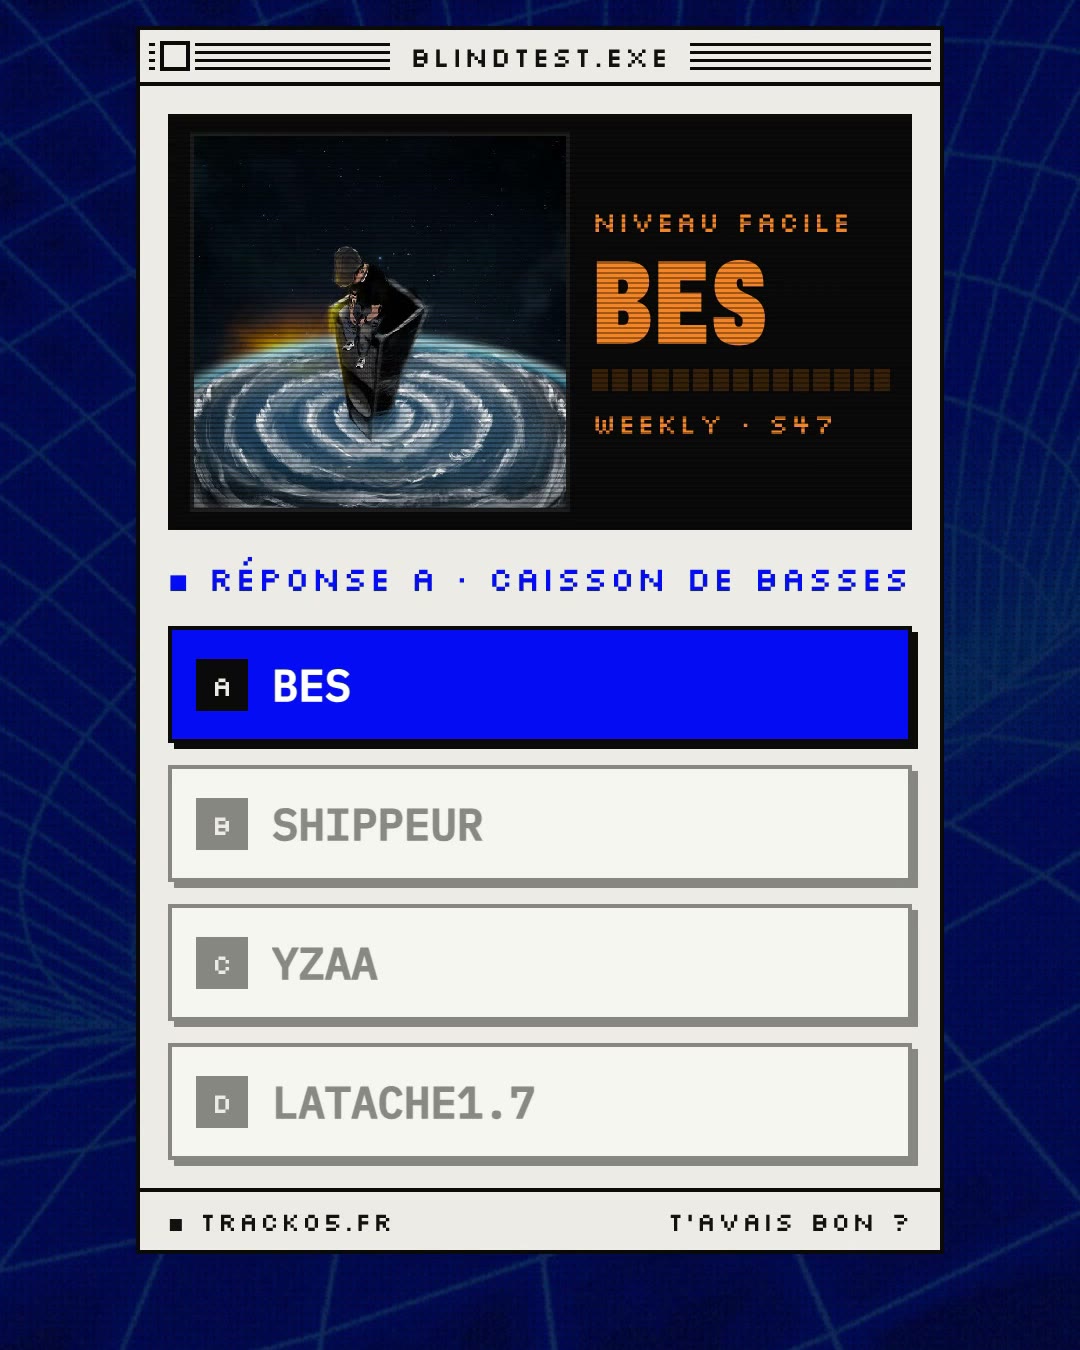 BLINDTEST.EXE
NIVEAU FACILE
BES
WEEKLY · S47
■ RÉPONSE A · CAISSON DE BASSES
A BES
B SHIPPEUR
C YZAA
D LATACHE1.7
■ TRACK05.FR
T'AVAIS BON ?